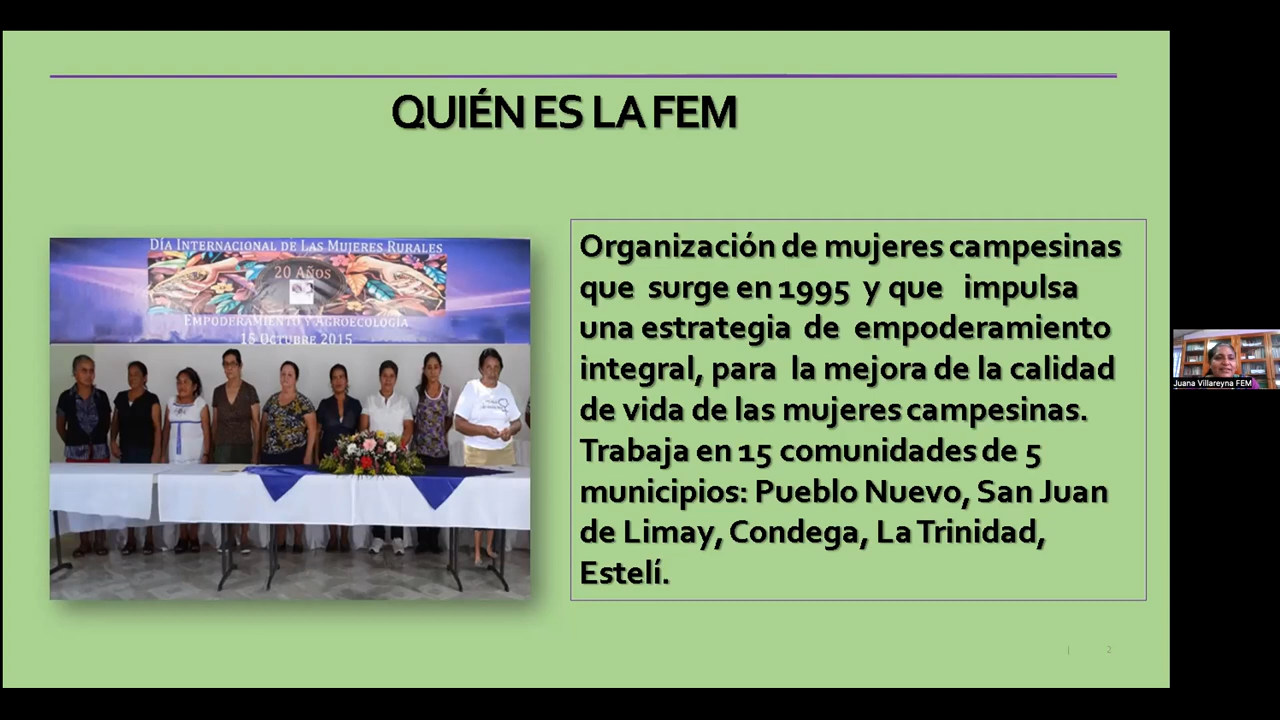 QUIÉN ES LA FEM
DÍA INTERNACIONAL DE LAS MUJERES RURALES
20 AÑOS
EMPODERAMIENTO Y AGROECOLOGÍA
15 OCTUBRE 2015
Organización de mujeres campesinas
que surge en 1995 y que impulsa
una estrategia de empoderamiento
integral, para la mejora de la calidad
de vida de las mujeres campesinas.
Trabaja en 15 comunidades de 5
municipios: Pueblo Nuevo, San Juan
de Limay, Condega, La Trinidad,
Estelí.
Juana Villareyna FEM
2